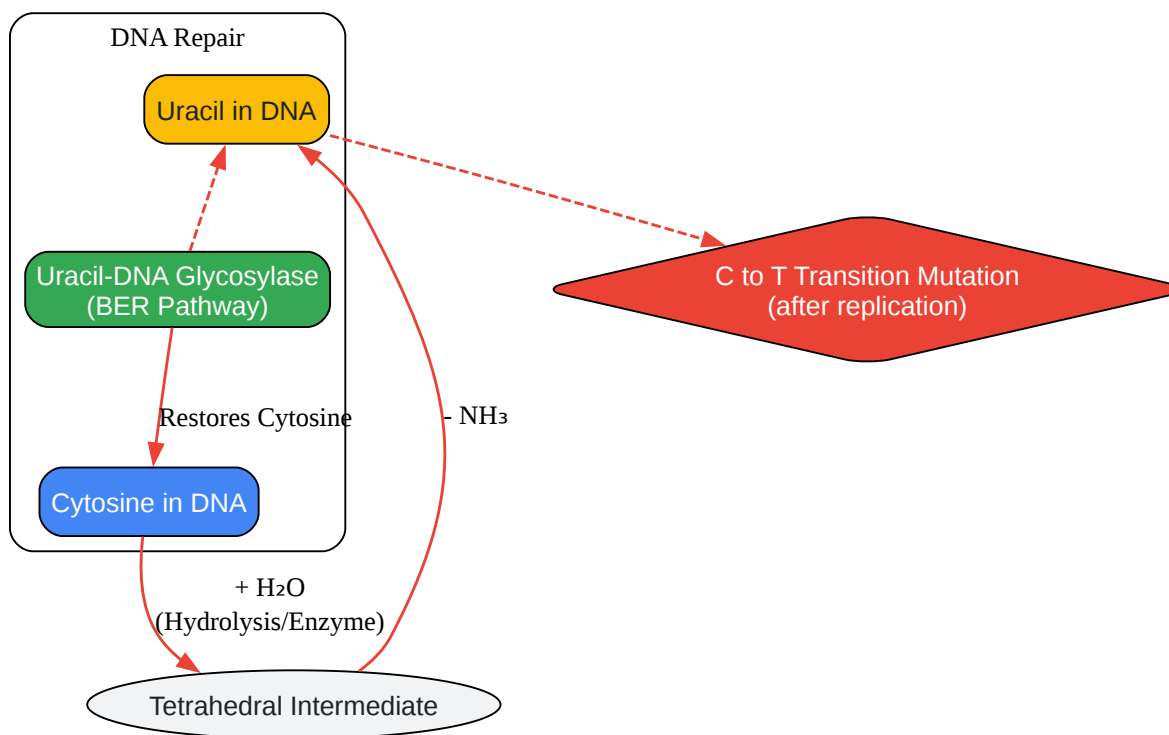 DNA Repair
Uracil in DNA
Uracil-DNA Glycosylase
(BER Pathway)
C to T Transition Mutation
(after replication)
Restores Cytosine
- NH₃
Cytosine in DNA
+ H₂O
(Hydrolysis/Enzyme)
Tetrahedral Intermediate